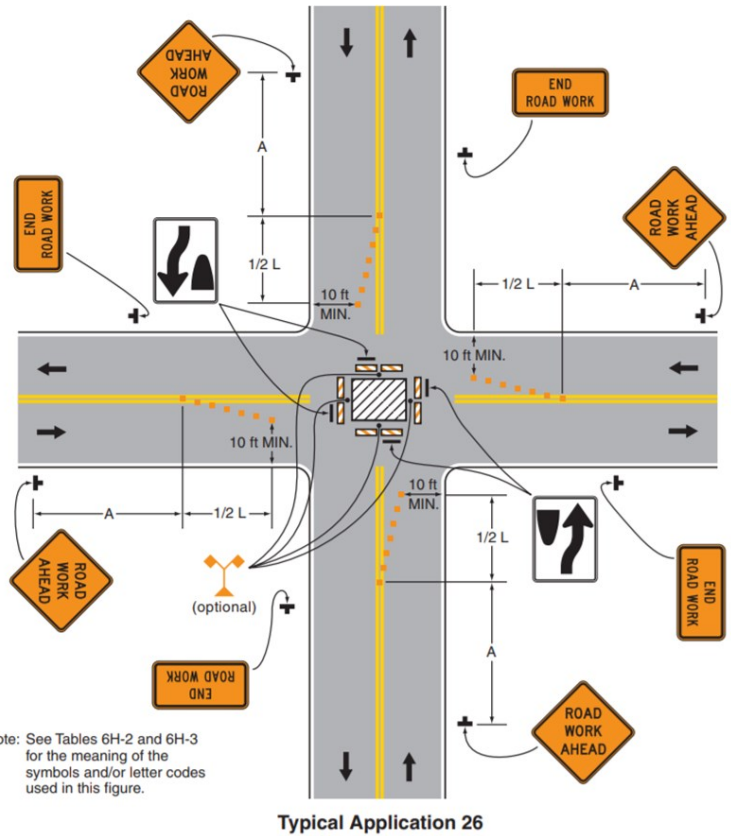 ROAD
WORK
AHEAD
END
ROAD WORK
A
ROAD
WORK
AHEAD
END
ROAD WORK
1/2 L
1/2 L
A
10 ft
MIN.
10 ft MIN.
10 ft MIN.
10 ft
MIN.
A
1/2 L
1/2 L
ROAD
WORK
AHEAD
(optional)
END
ROAD WORK
A
END
ROAD WORK
ROAD
WORK
AHEAD
ote: See Tables 6H-2 and 6H-3
for the meaning of the
symbols and/or letter codes
used in this figure.
Typical Application 26